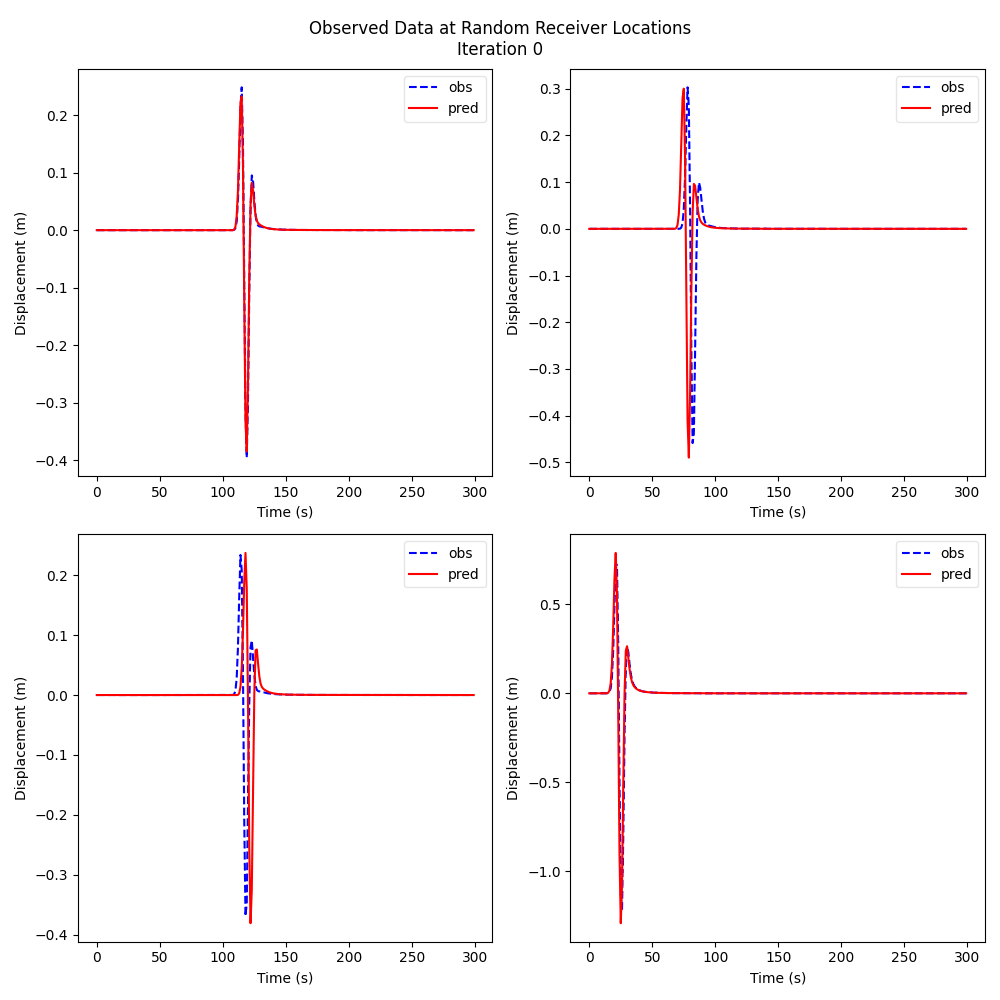 Observed Data at Random Receiver Locations
Iteration 0
obs
pred
0.2
0.1
0.0
−0.1
−0.2
−0.3
−0.4
Displacement (m)
0 50 100 150 200 250 300
Time (s)
obs
pred
0.3
0.2
0.1
0.0
−0.1
−0.2
−0.3
−0.4
−0.5
Displacement (m)
0 50 100 150 200 250 300
Time (s)
obs
pred
0.2
0.1
0.0
−0.1
−0.2
−0.3
−0.4
Displacement (m)
0 50 100 150 200 250 300
Time (s)
obs
pred
0.5
0.0
−0.5
−1.0
Displacement (m)
0 50 100 150 200 250 300
Time (s)